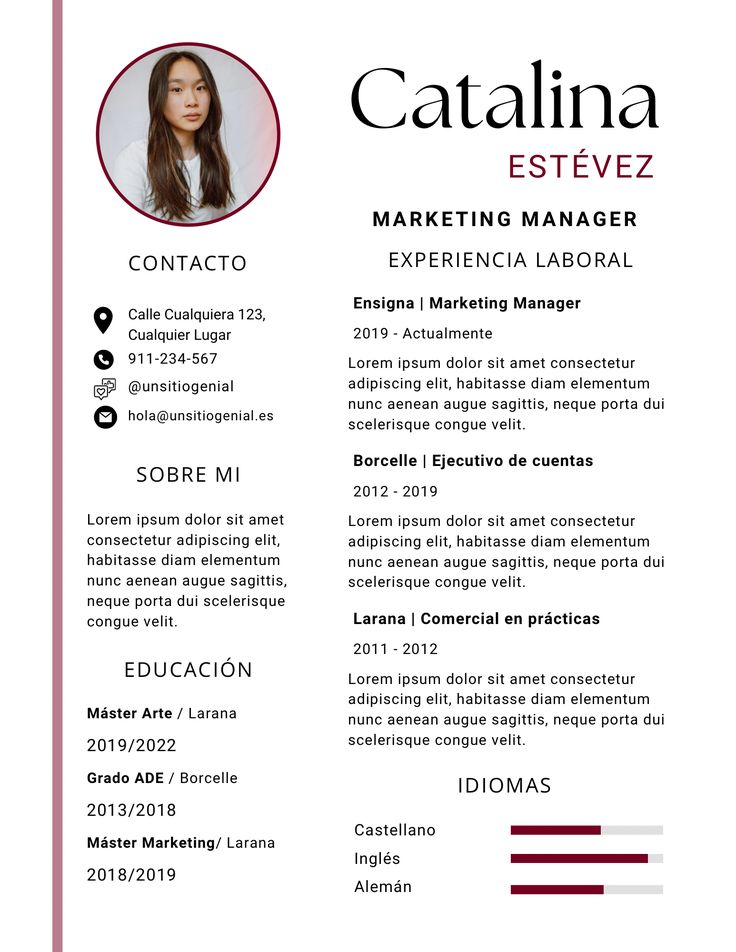 Catalina
ESTÉVEZ
MARKETING MANAGER
CONTACTO
Calle Cualquiera 123,
Cualquier Lugar
911-234-567
@unsitiogenial
hola@unsitiogenial.es
SOBRE MI
Lorem ipsum dolor sit amet
consectetur adipiscing elit,
habitasse diam elementum
nunc aenean augue sagittis,
neque porta dui scelerisque
congue velit.
EDUCACIÓN
Máster Arte / Larana
2019/2022
Grado ADE / Borcelle
2013/2018
Máster Marketing/ Larana
2018/2019
EXPERIENCIA LABORAL
Ensigna | Marketing Manager
2019 - Actualmente
Lorem ipsum dolor sit amet consectetur
adipiscing elit, habitasse diam elementum
nunc aenean augue sagittis, neque porta dui
scelerisque congue velit.
Borcelle | Ejecutivo de cuentas
2012 - 2019
Lorem ipsum dolor sit amet consectetur
adipiscing elit, habitasse diam elementum
nunc aenean augue sagittis, neque porta dui
scelerisque congue velit.
Larana | Comercial en prácticas
2011 - 2012
Lorem ipsum dolor sit amet consectetur
adipiscing elit, habitasse diam elementum
nunc aenean augue sagittis, neque porta dui
scelerisque congue velit.
IDIOMAS
Castellano
Inglés
Alemán